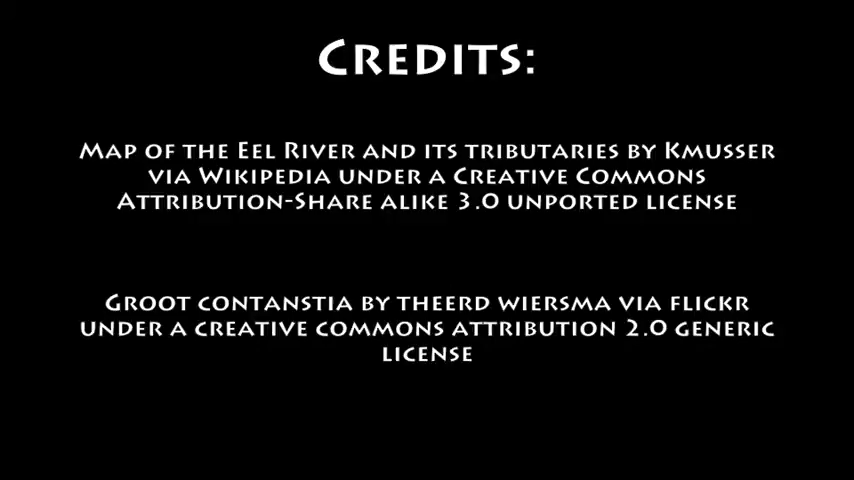 Credits:
Map of the Eel River and its tributaries by Kmusser
via Wikipedia under a Creative Commons
Attribution-Share alike 3.0 unported license
Groot contanstia by theerd wiersma via flickr
under a creative commons attribution 2.0 generic
license